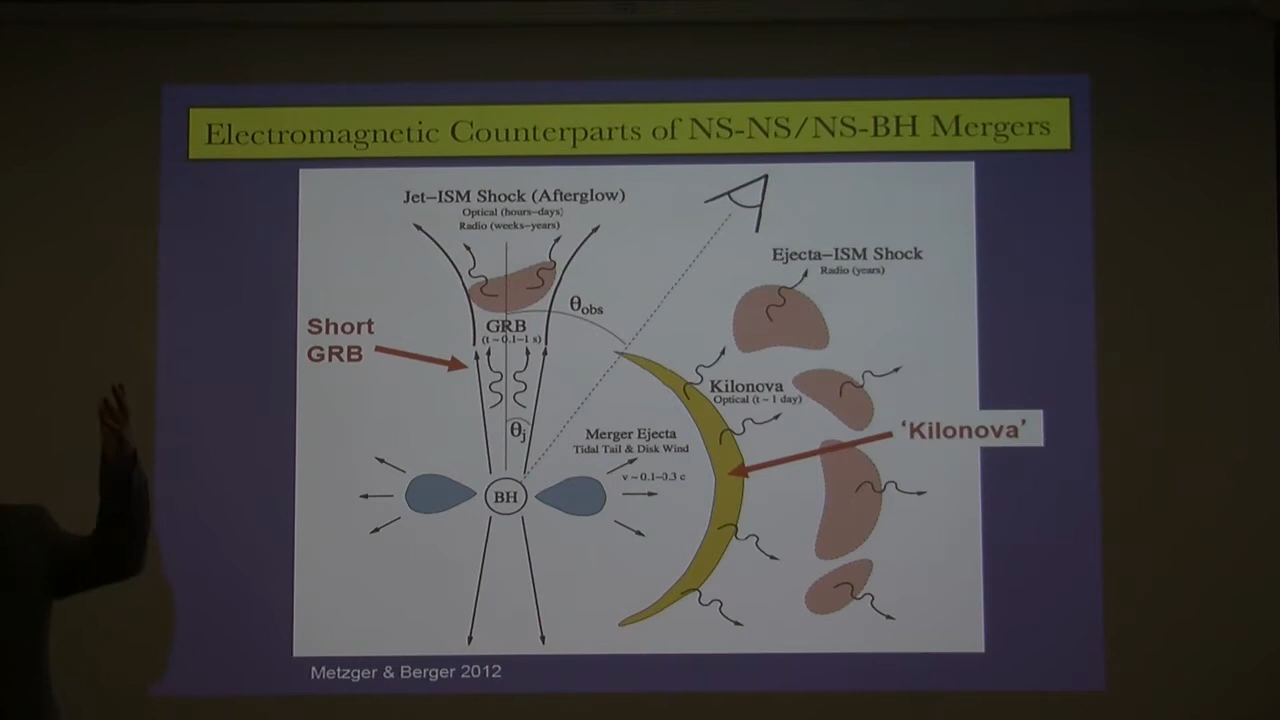 Electromagnetic Counterparts of NS-NS/NS-BH Mergers
Jet–ISM Shock (Afterglow)
Optical (hours–days)
Radio (weeks–years)
Ejecta–ISM Shock
Radio (years)
θobs
Short
GRB
GRB
(t ~ 0.1–1 s)
Kilonova
Optical (t ~ 1 day)
'Kilonova'
θj
Merger Ejecta
Tidal Tail & Disk Wind
v ~ 0.1–0.3 c
BH
Metzger & Berger 2012